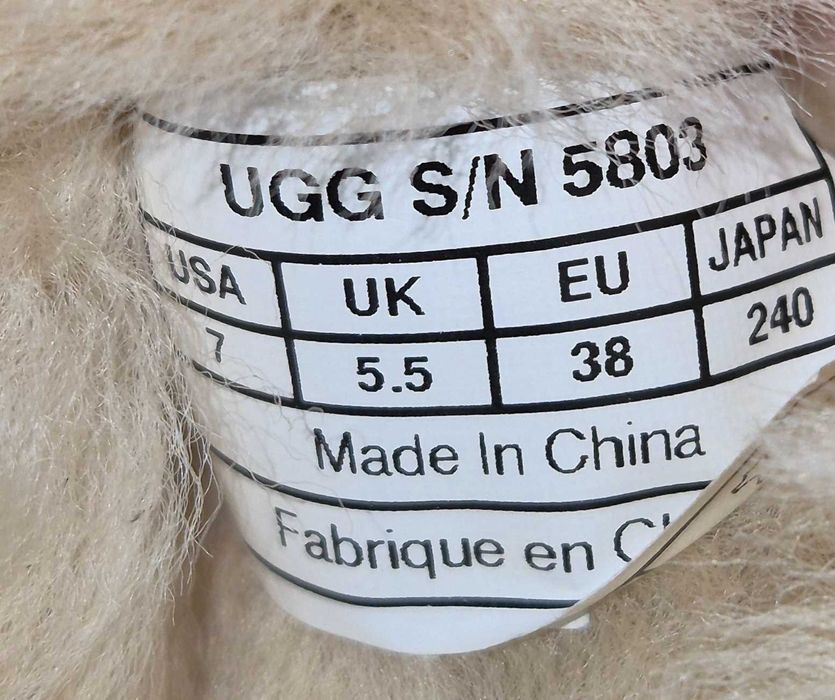 UGG S/N 5803
USA UK EU JAPAN
7 5.5 38 240
Made In China
Fabrique en